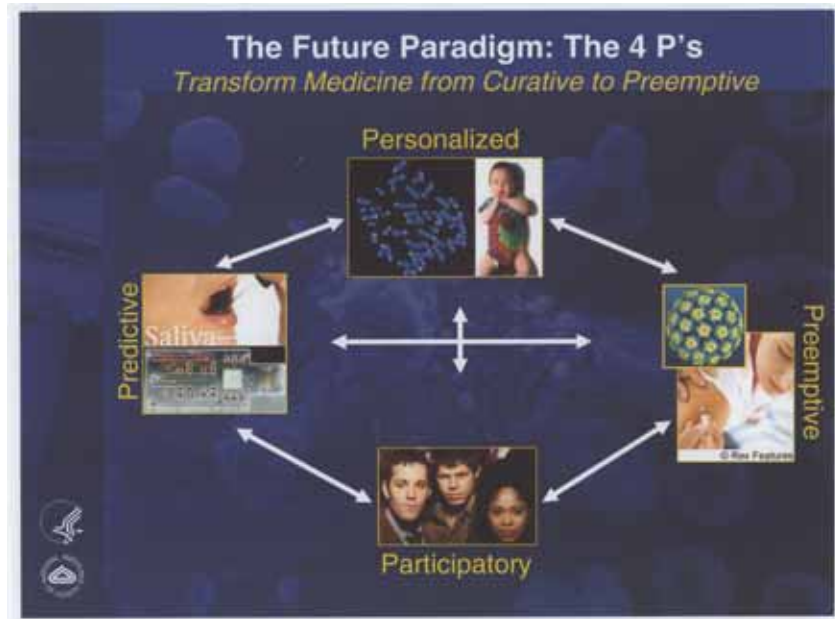 The Future Paradigm: The 4 P's
Transform Medicine from Curative to Preemptive
Personalized
Predictive
Saliva
Preemptive
© Rex Features
Participatory